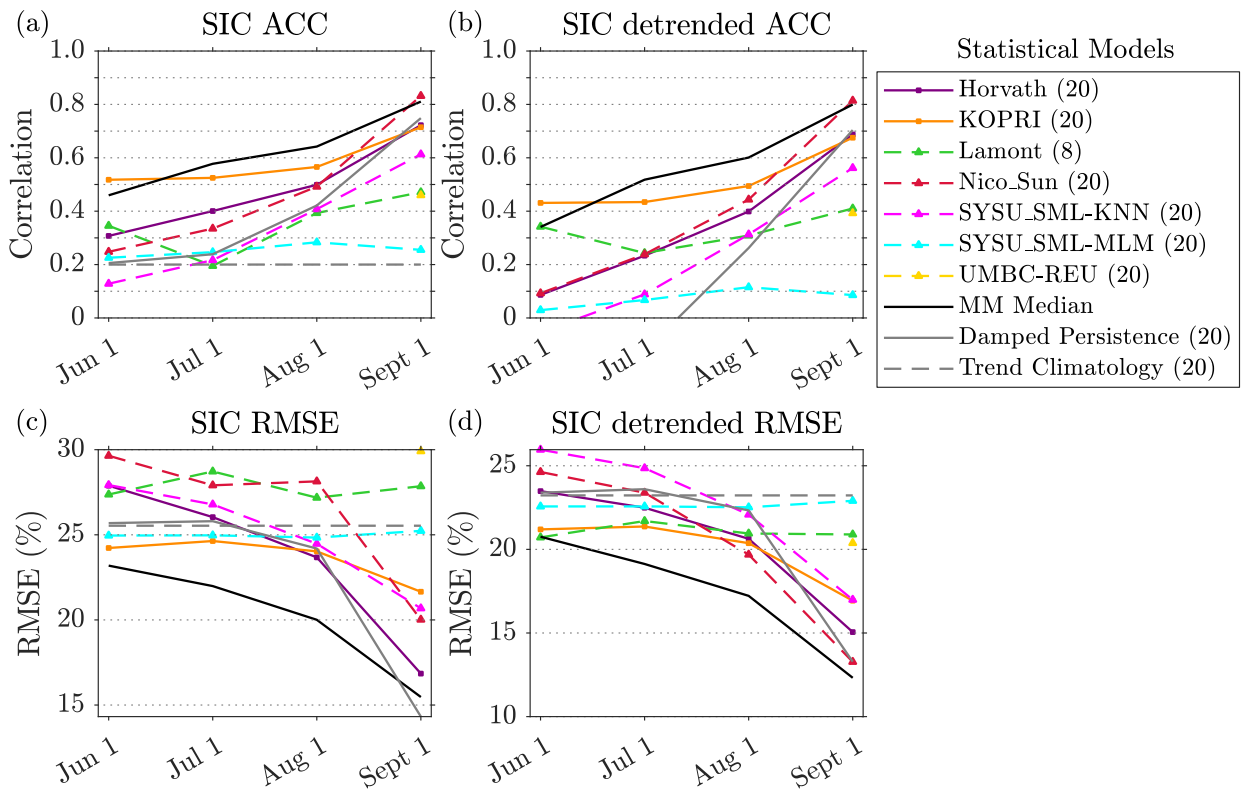 (a) SIC ACC
Correlation
1.0
0.8
0.6
0.4
0.2
0
Jun 1
Jul 1
Aug 1
Sept 1
(b) SIC detrended ACC
Correlation
1.0
0.8
0.6
0.4
0.2
0
Jun 1
Jul 1
Aug 1
Sept 1
Statistical Models
Horvath (20)
KOPRI (20)
Lamont (8)
Nico_Sun (20)
SYSU_SML-KNN (20)
SYSU_SML-MLM (20)
UMBC-REU (20)
MM Median
Damped Persistence (20)
Trend Climatology (20)
(c) SIC RMSE
RMSE (%)
30
25
20
15
Jun 1
Jul 1
Aug 1
Sept 1
(d) SIC detrended RMSE
RMSE (%)
25
20
15
10
Jun 1
Jul 1
Aug 1
Sept 1